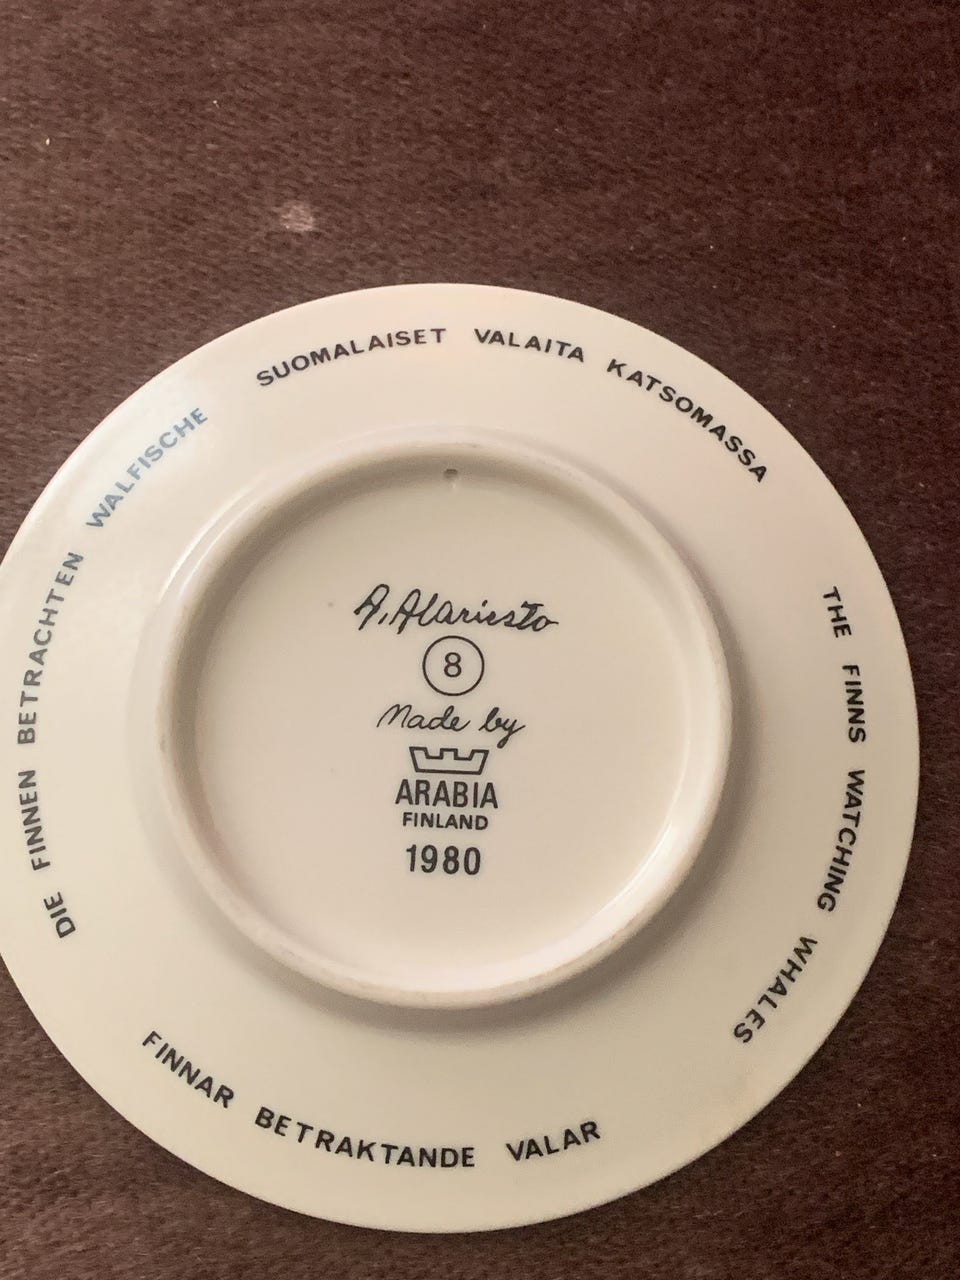 SUOMALAISET VALAITA KATSOMASSA
THE FINNS WATCHING WHALES
FINNAR BETRAKTANDE VALAR
DIE FINNEN BETRACHTEN WALFISCHE
A. Alariesto
8
Made by
ARABIA
FINLAND
1980